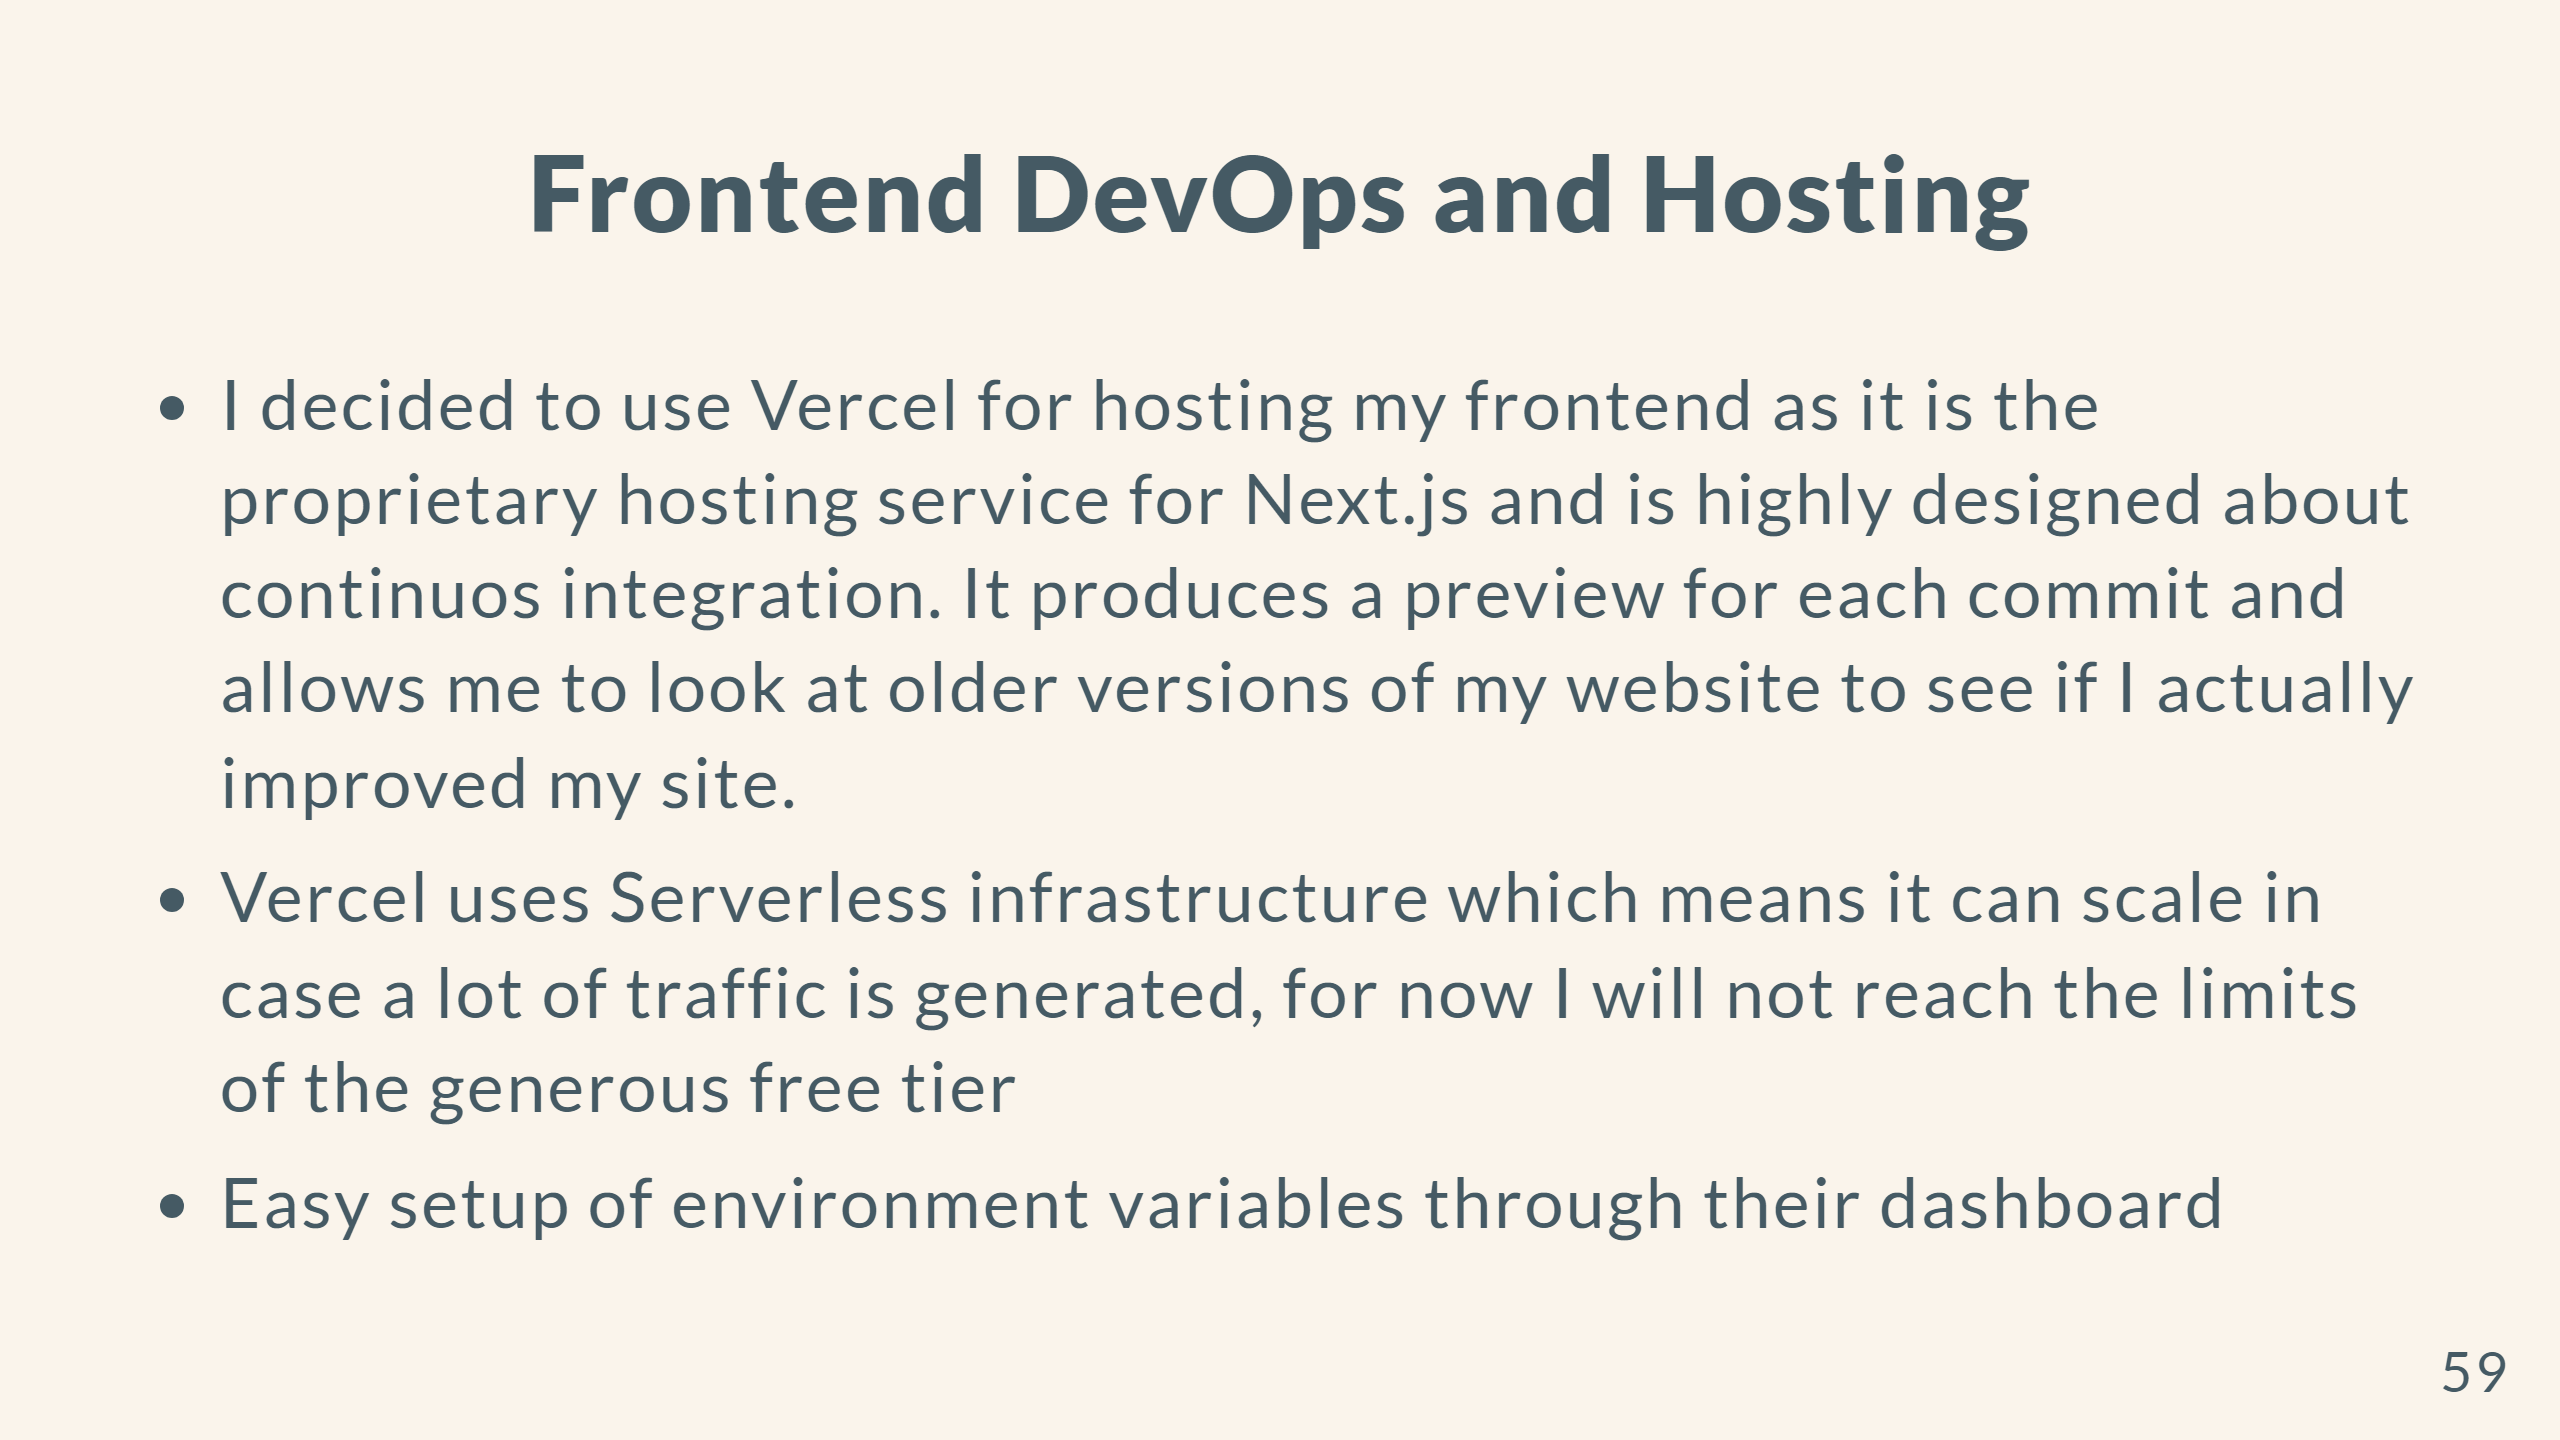 Frontend DevOps and Hosting
• I decided to use Vercel for hosting my frontend as it is the
proprietary hosting service for Next.js and is highly designed about
continuos integration. It produces a preview for each commit and
allows me to look at older versions of my website to see if I actually
improved my site.
• Vercel uses Serverless infrastructure which means it can scale in
case a lot of traffic is generated, for now I will not reach the limits
of the generous free tier
• Easy setup of environment variables through their dashboard
59